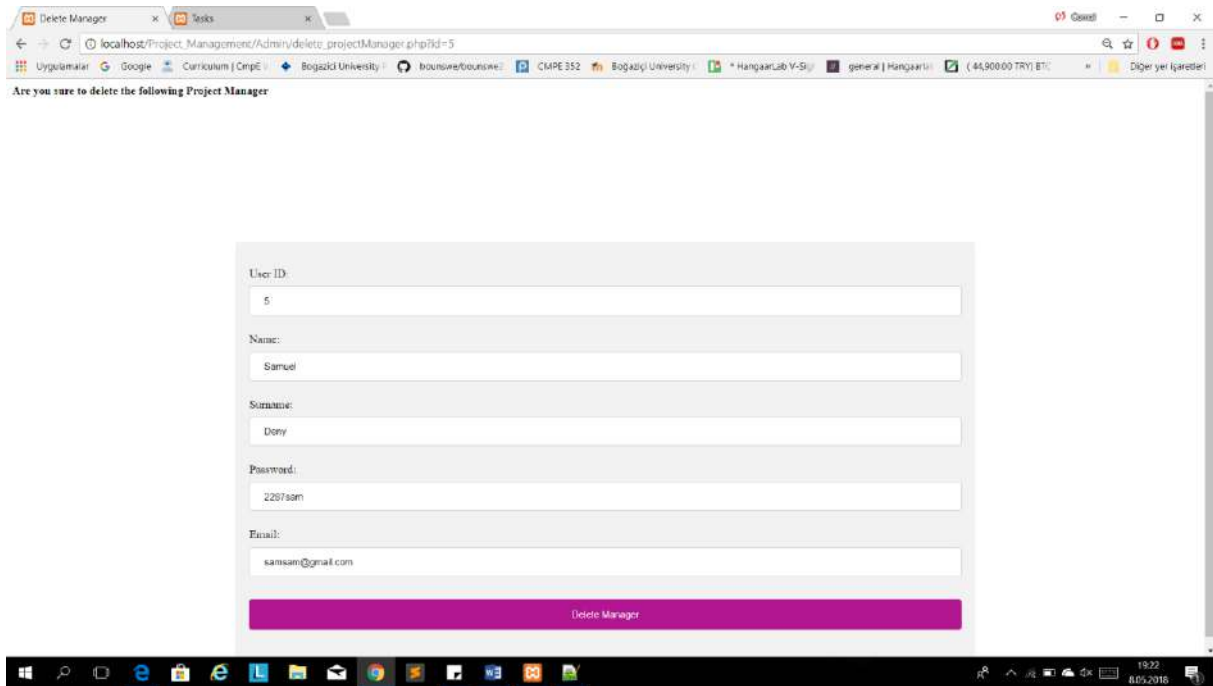 Delete Manager
Tasks
localhost/Project_Management/Admin/delete_projectManager.php?id=5
Uygulamalar Google Curriculum | CmpE Bogazici University bounswe/bounswe CMPE 352 Bogaziçi University * HangaarLab V-Sig general | Hangaarla ( 44,900.00 TRY) BTC » Diğer yer işaretleri
Are you sure to delete the following Project Manager
User ID:
5
Name:
Samuel
Surname:
Deny
Password:
2287sam
Email:
samsam@gmail.com
Delete Manager
19:22
8.05.2018